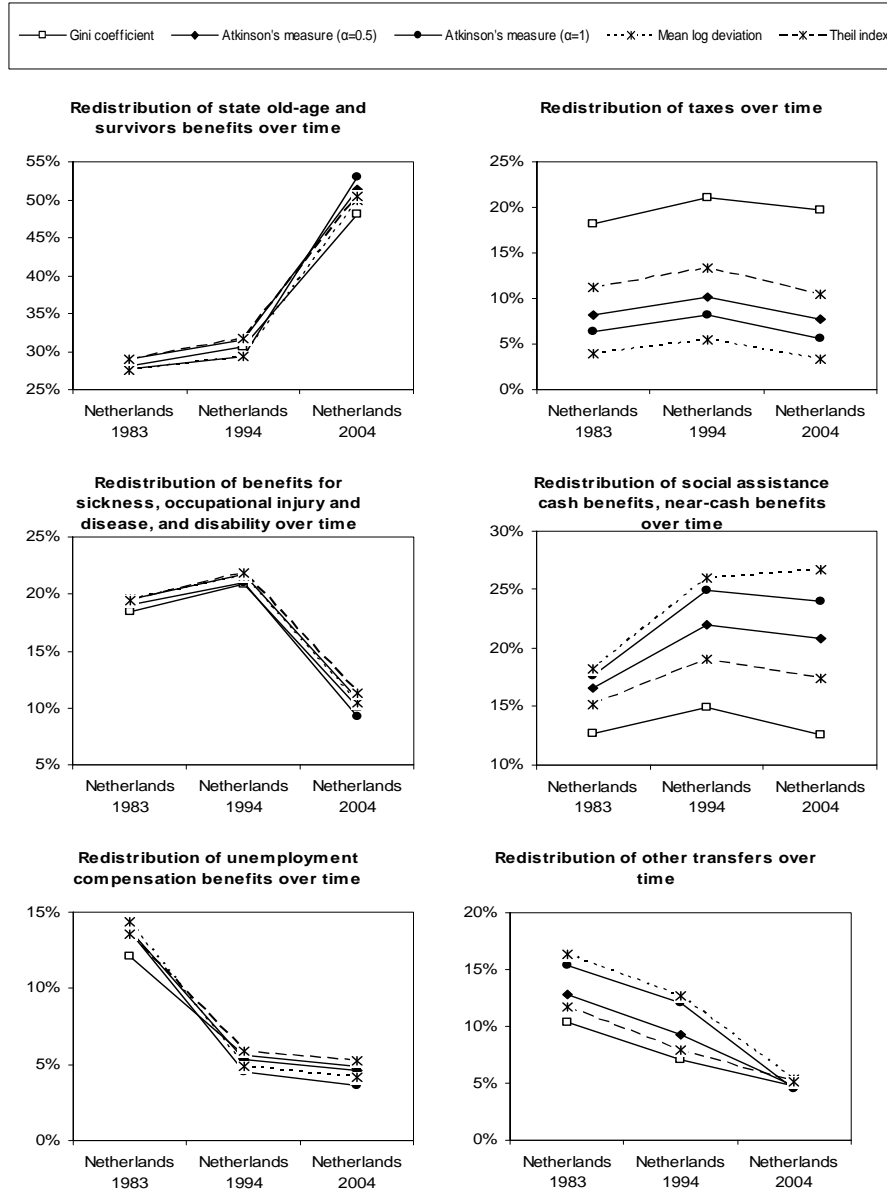 Gini coefficient Atkinson's measure (α=0.5) Atkinson's measure (α=1) Mean log deviation Theil index
Redistribution of state old-age and
survivors benefits over time
55%
50%
45%
40%
35%
30%
25%
Netherlands Netherlands Netherlands
1983 1994 2004
Redistribution of taxes over time
25%
20%
15%
10%
5%
0%
Netherlands Netherlands Netherlands
1983 1994 2004
Redistribution of benefits for
sickness, occupational injury and
disease, and disability over time
25%
20%
15%
10%
5%
Netherlands Netherlands Netherlands
1983 1994 2004
Redistribution of social assistance
cash benefits, near-cash benefits
over time
30%
25%
20%
15%
10%
Netherlands Netherlands Netherlands
1983 1994 2004
Redistribution of unemployment
compensation benefits over time
15%
10%
5%
0%
Netherlands Netherlands Netherlands
1983 1994 2004
Redistribution of other transfers over
time
20%
15%
10%
5%
0%
Netherlands Netherlands Netherlands
1983 1994 2004